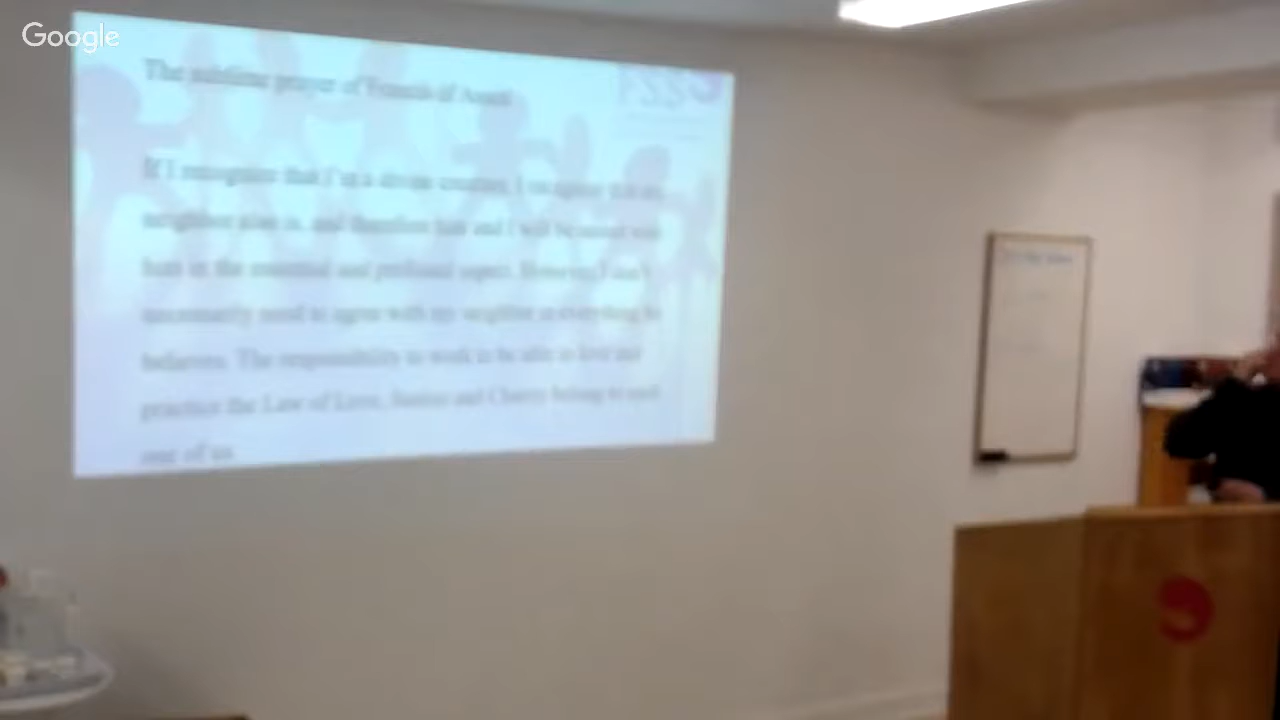 Google
The sublime prayer of Francis of Assisi
If I recognize that I'm a divine creature, I recognize that my
neighbor also is, and therefore he and I will be
him in the essential and profound aspect. However, I don't
necessarily need to agree with my neighbor in everything he
believes. The responsibility to work to be able to love and
practice the Law of Love, Justice and Charity belong to each
one of us